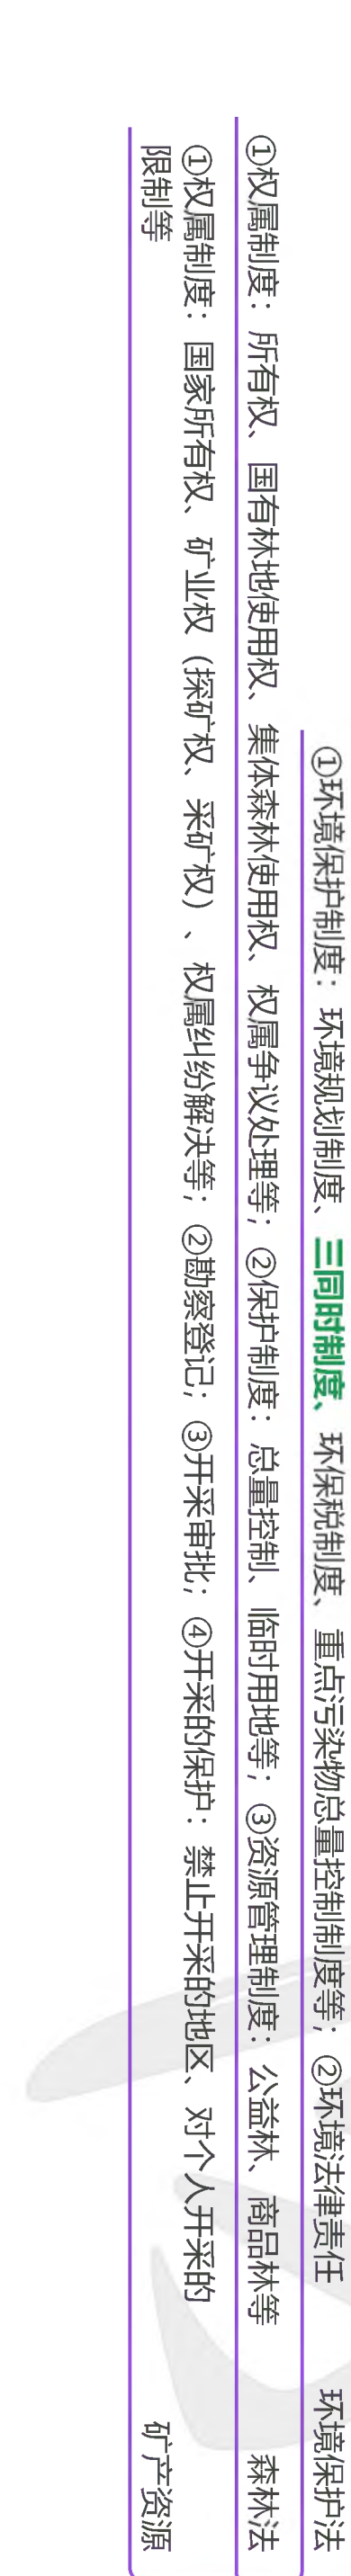 ①环境保护制度：环境规划制度、三同时制度、环保税制度、重点污染物总量控制制度等；②环境法律责任 环境保护法
①权属制度：所有权、国有林地使用权、集体森林使用权、权属争议处理等；②保护制度：总量控制、临时用地等；③资源管理制度：公益林、商品林等 森林法
①权属制度：国家所有权、矿业权（探矿权、采矿权）、权属纠纷解决等；②勘察登记；③开采审批；④开采的保护：禁止开采的地区、对个人开采的
限制等 矿产资源